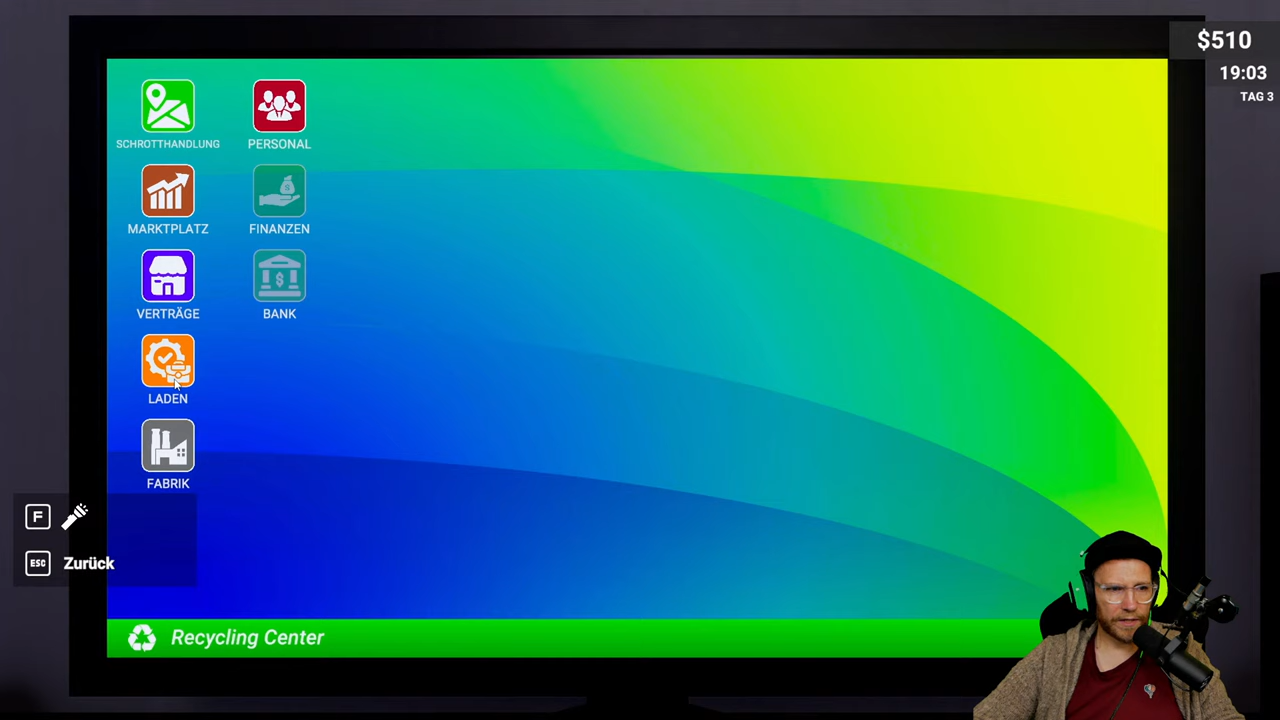 $510
19:03
TAG 3
SCHROTTHANDLUNG
PERSONAL
MARKTPLATZ
FINANZEN
VERTRÄGE
BANK
LADEN
FABRIK
F
ESC Zurück
Recycling Center